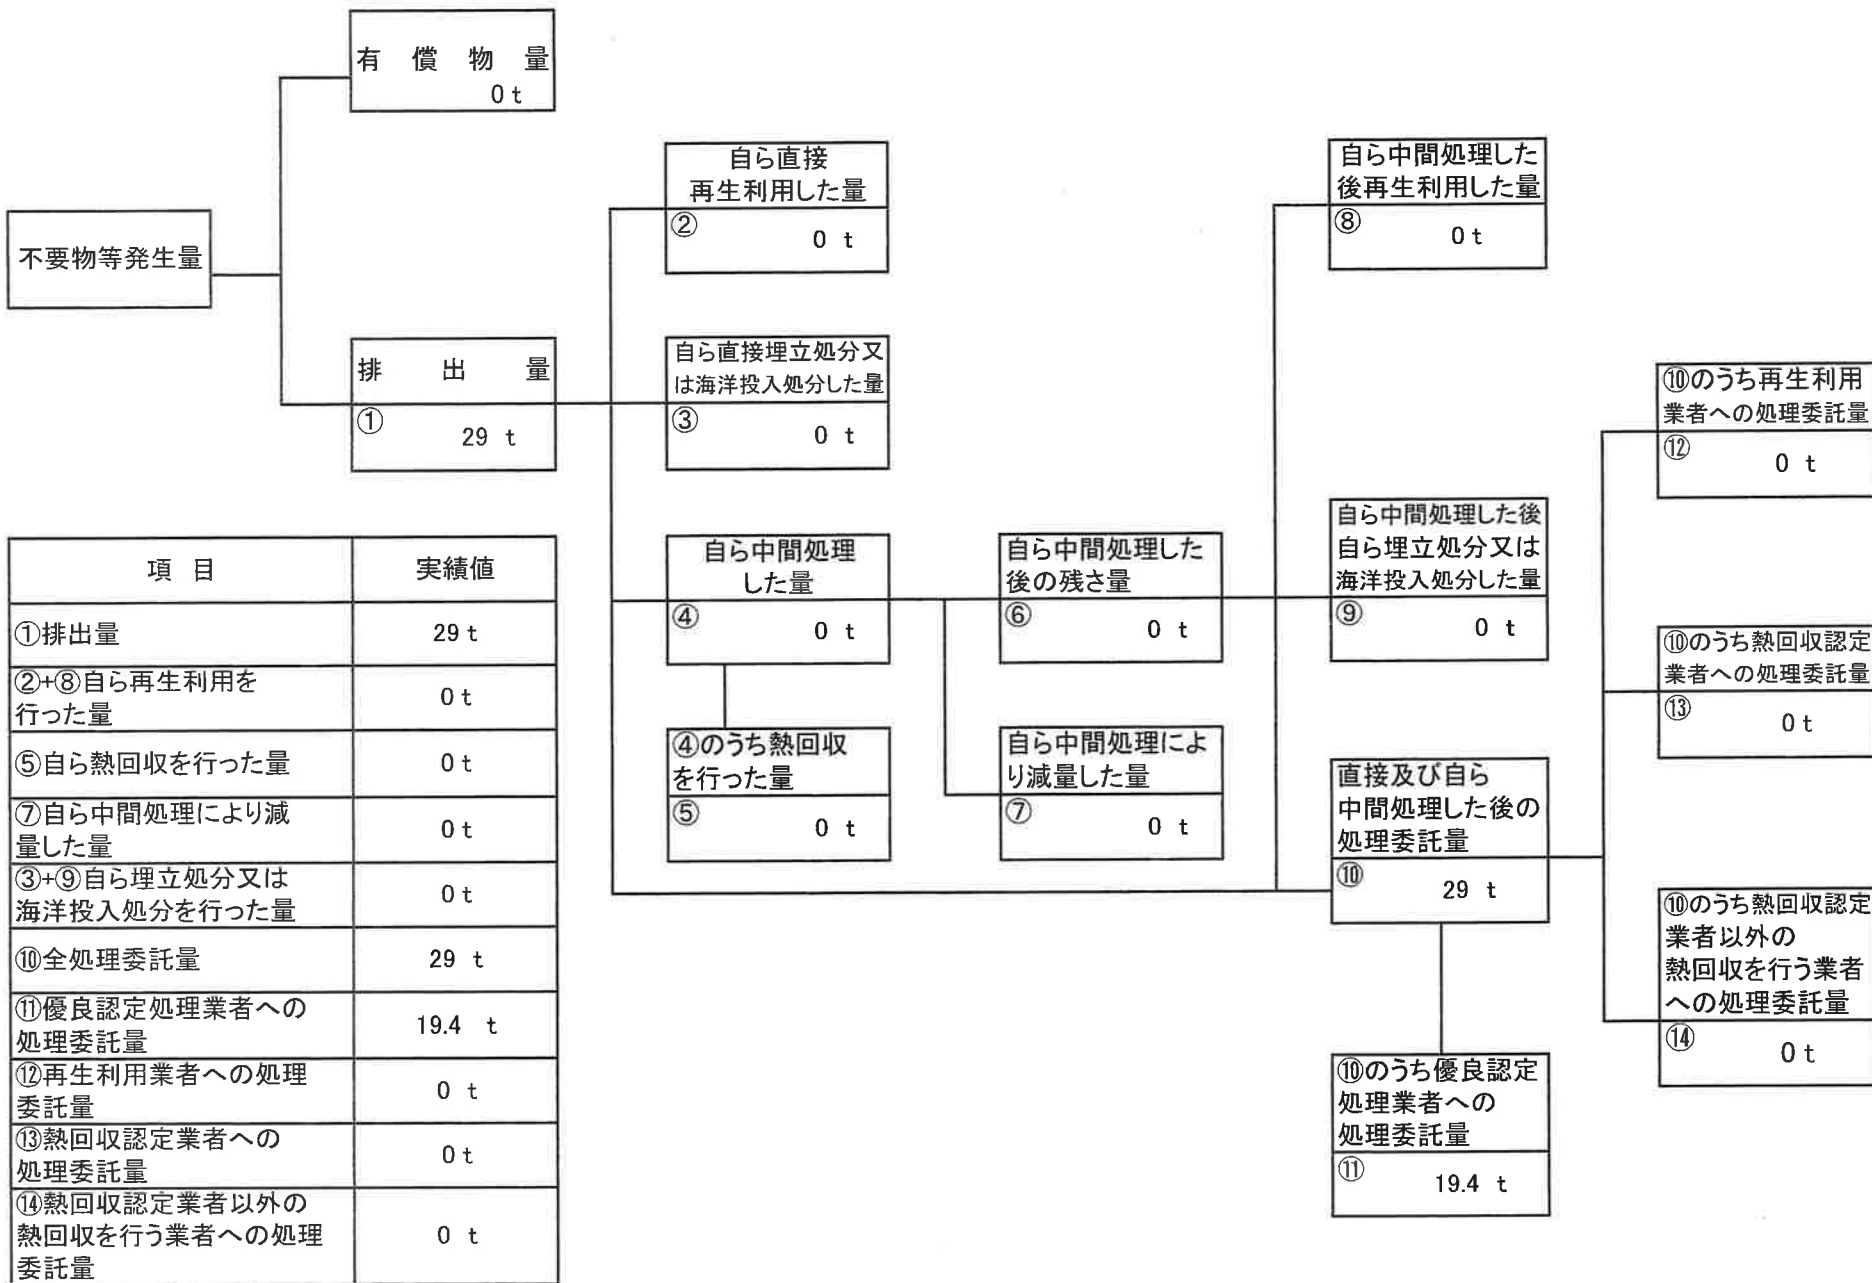 有償物量
0 t
不要物等発生量
排出量
①
29 t
自ら直接
再生利用した量
②
0 t
自ら直接埋立処分又
は海洋投入処分した量
③
0 t
自ら中間処理
した量
④
0 t
④のうち熱回収
を行った量
⑤
0 t
自ら中間処理した
後の残さ量
⑥
0 t
自ら中間処理によ
り減量した量
⑦
0 t
自ら中間処理した
後再生利用した量
⑧
0 t
自ら中間処理した後
自ら埋立処分又は
海洋投入処分した量
⑨
0 t
直接及び自ら
中間処理した後の
処理委託量
⑩
29 t
⑩のうち優良認定
処理業者への
処理委託量
⑪
19.4 t
⑩のうち再生利用
業者への処理委託量
⑫
0 t
⑩のうち熱回収認定
業者への処理委託量
⑬
0 t
⑩のうち熱回収認定
業者以外の
熱回収を行う業者
への処理委託量
⑭
0 t
項目 実績値
①排出量 29 t
②+⑧自ら再生利用を
行った量 0 t
⑤自ら熱回収を行った量 0 t
⑦自ら中間処理により減
量した量 0 t
③+⑨自ら埋立処分又は
海洋投入処分を行った量 0 t
⑩全処理委託量 29 t
⑪優良認定処理業者への
処理委託量 19.4 t
⑫再生利用業者への処理
委託量 0 t
⑬熱回収認定業者への
処理委託量 0 t
⑭熱回収認定業者以外の
熱回収を行う業者への処理
委託量 0 t